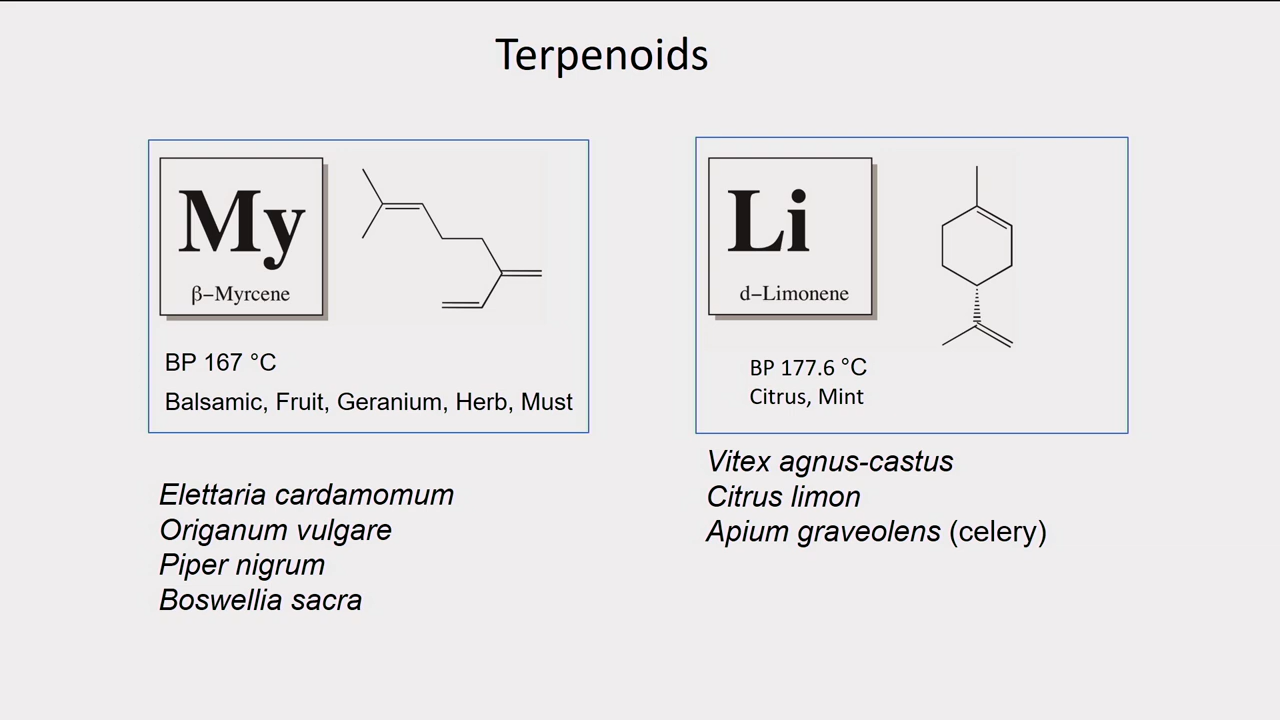 Terpenoids
My
β–Myrcene
BP 167 °C
Balsamic, Fruit, Geranium, Herb, Must
Elettaria cardamomum
Origanum vulgare
Piper nigrum
Boswellia sacra
Li
d–Limonene
BP 177.6 °C
Citrus, Mint
Vitex agnus-castus
Citrus limon
Apium graveolens (celery)